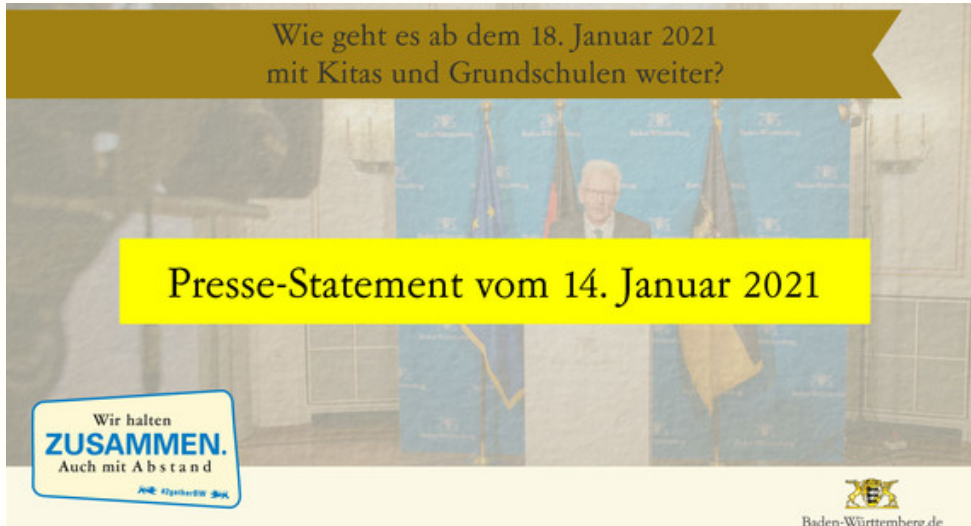 Wie geht es ab dem 18. Januar 2021
mit Kitas und Grundschulen weiter?
Presse-Statement vom 14. Januar 2021
Wir halten
ZUSAMMEN.
Auch mit Abstand
#2getherBW
Baden-Württemberg.de